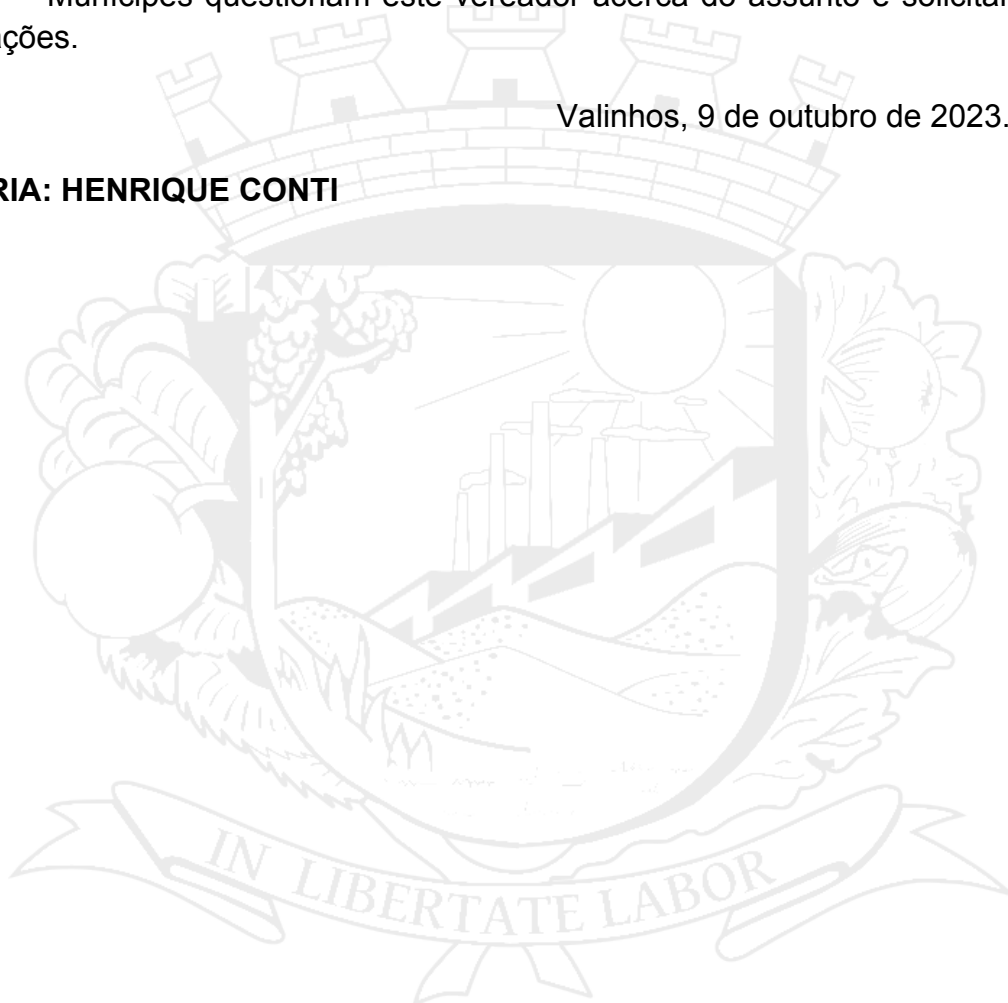 Munícipes questionam este vereador acerca do assunto e solicitam
ações.
Valinhos, 9 de outubro de 2023.
RIA: HENRIQUE CONTI
IN LIBERTATE LABOR